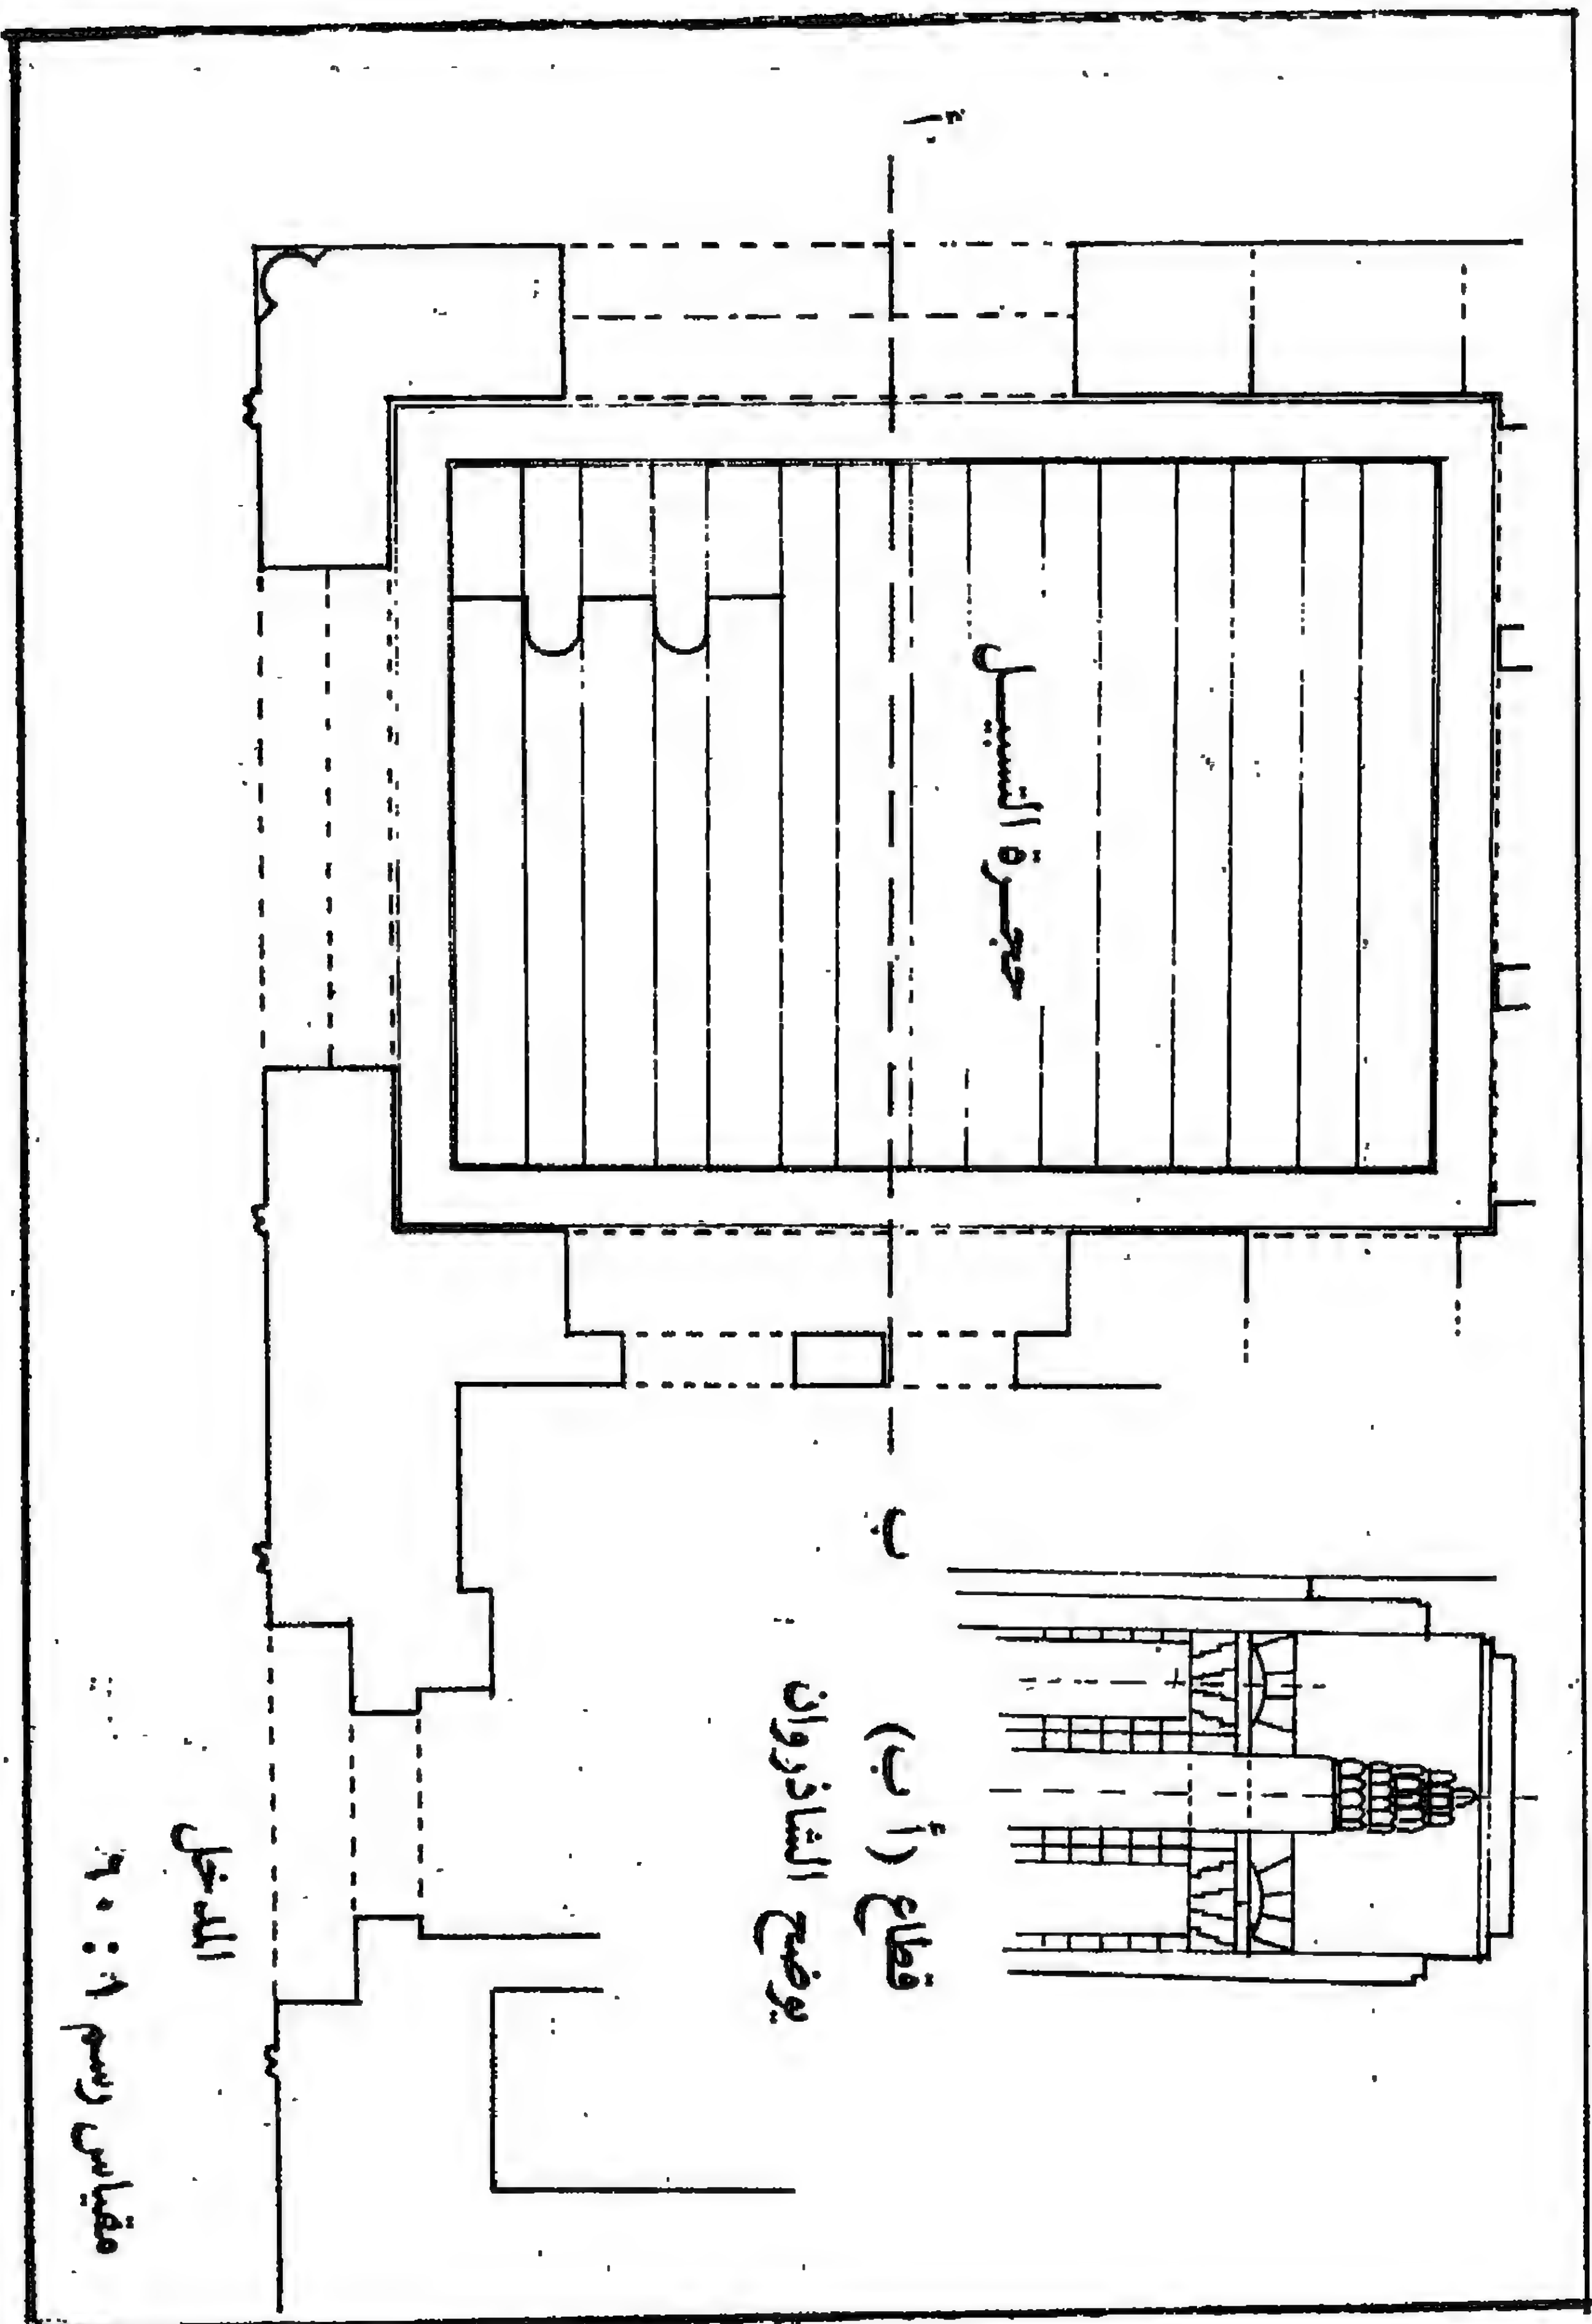 أ
حجرة التسبيل
ب
قطاع (أ ب)
يوضح الشاذروان
المدخل
مقياس رسم ١ : ٩٠